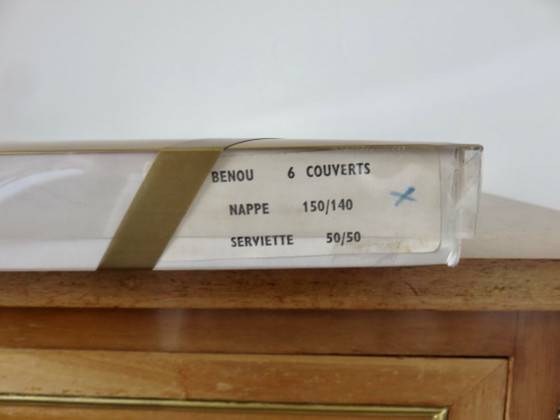 BENOU 6 COUVERTS
NAPPE 150/140
SERVIETTE 50/50